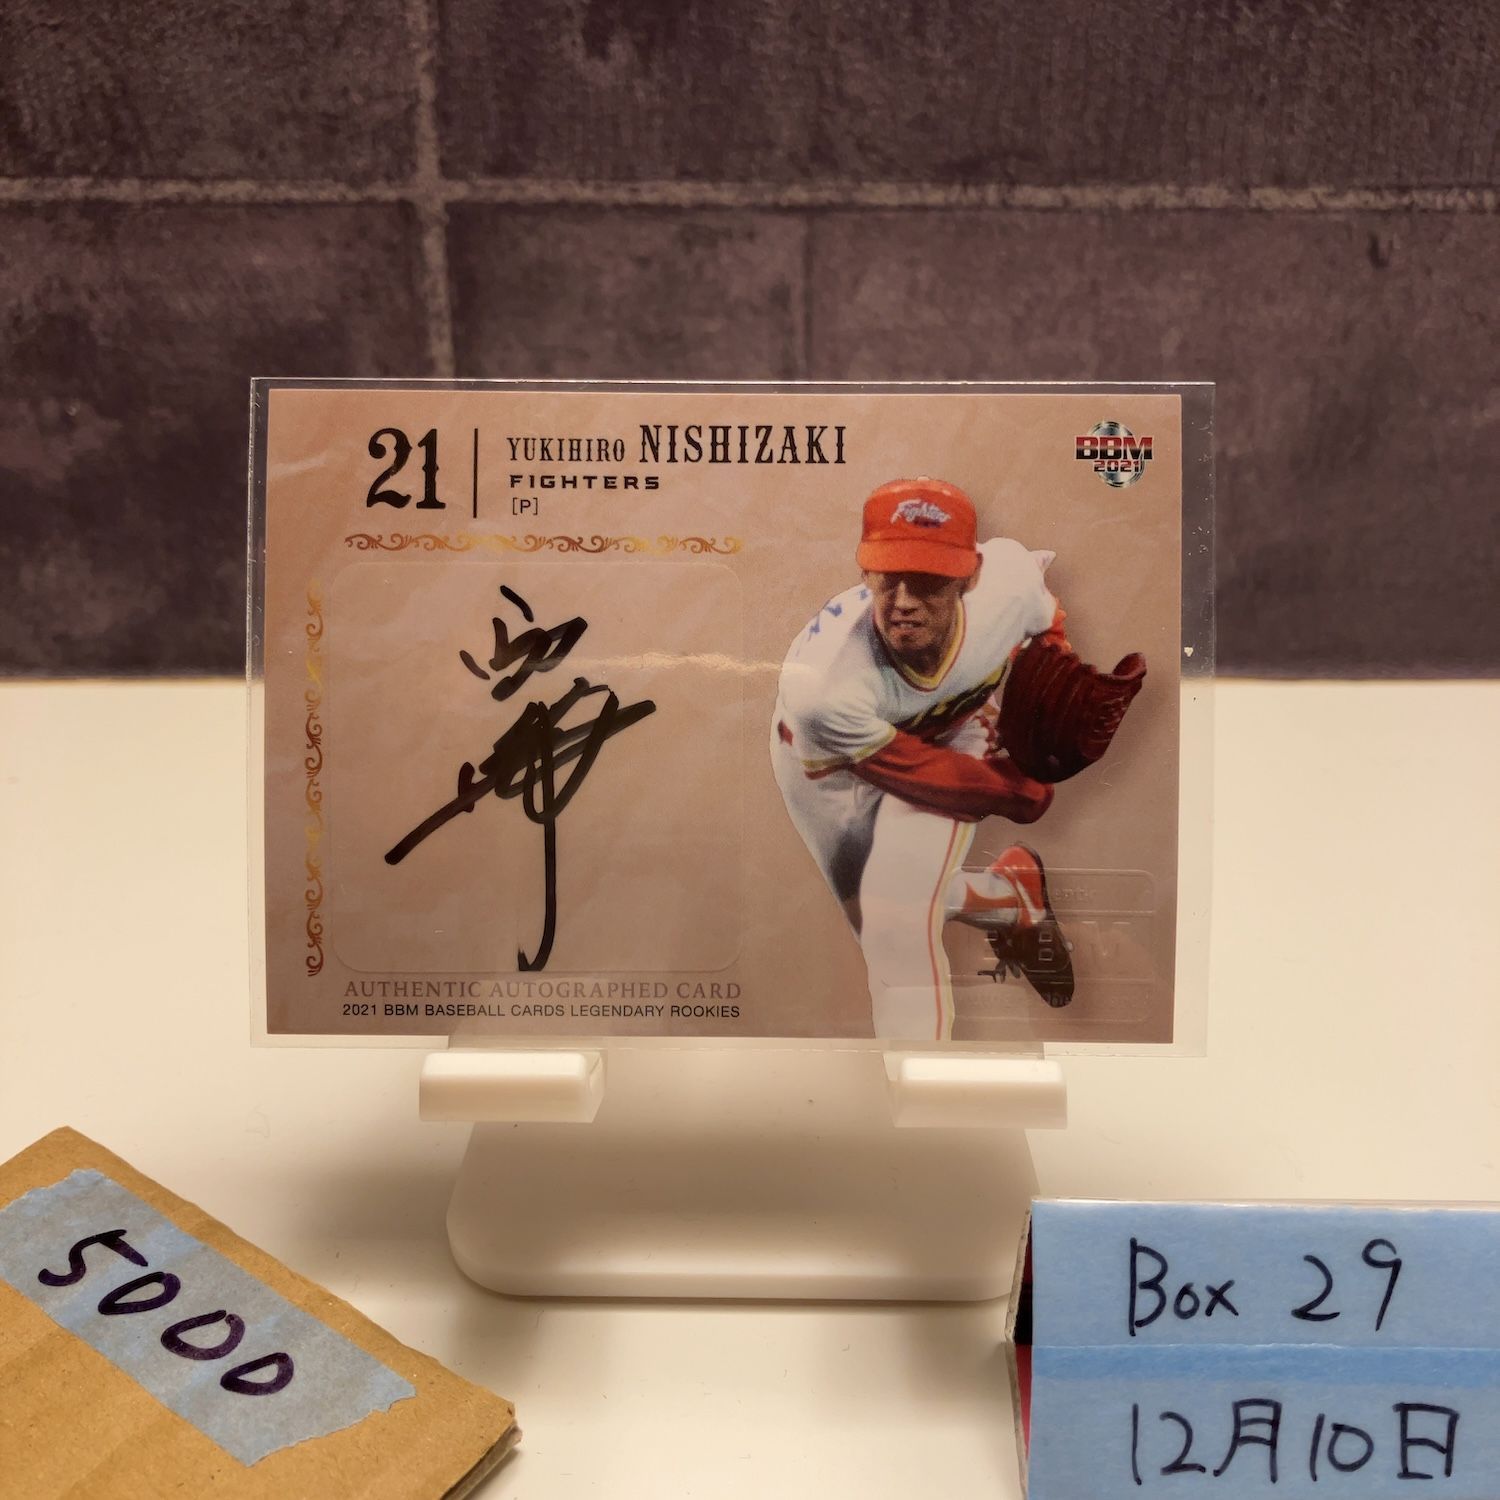 21
YUKIHIRO NISHIZAKI
FIGHTERS
[P]
BBM
2021
Fighters
AUTHENTIC AUTOGRAPHED CARD
2021 BBM BASEBALL CARDS LEGENDARY ROOKIES
5000
Box 29
12月10日